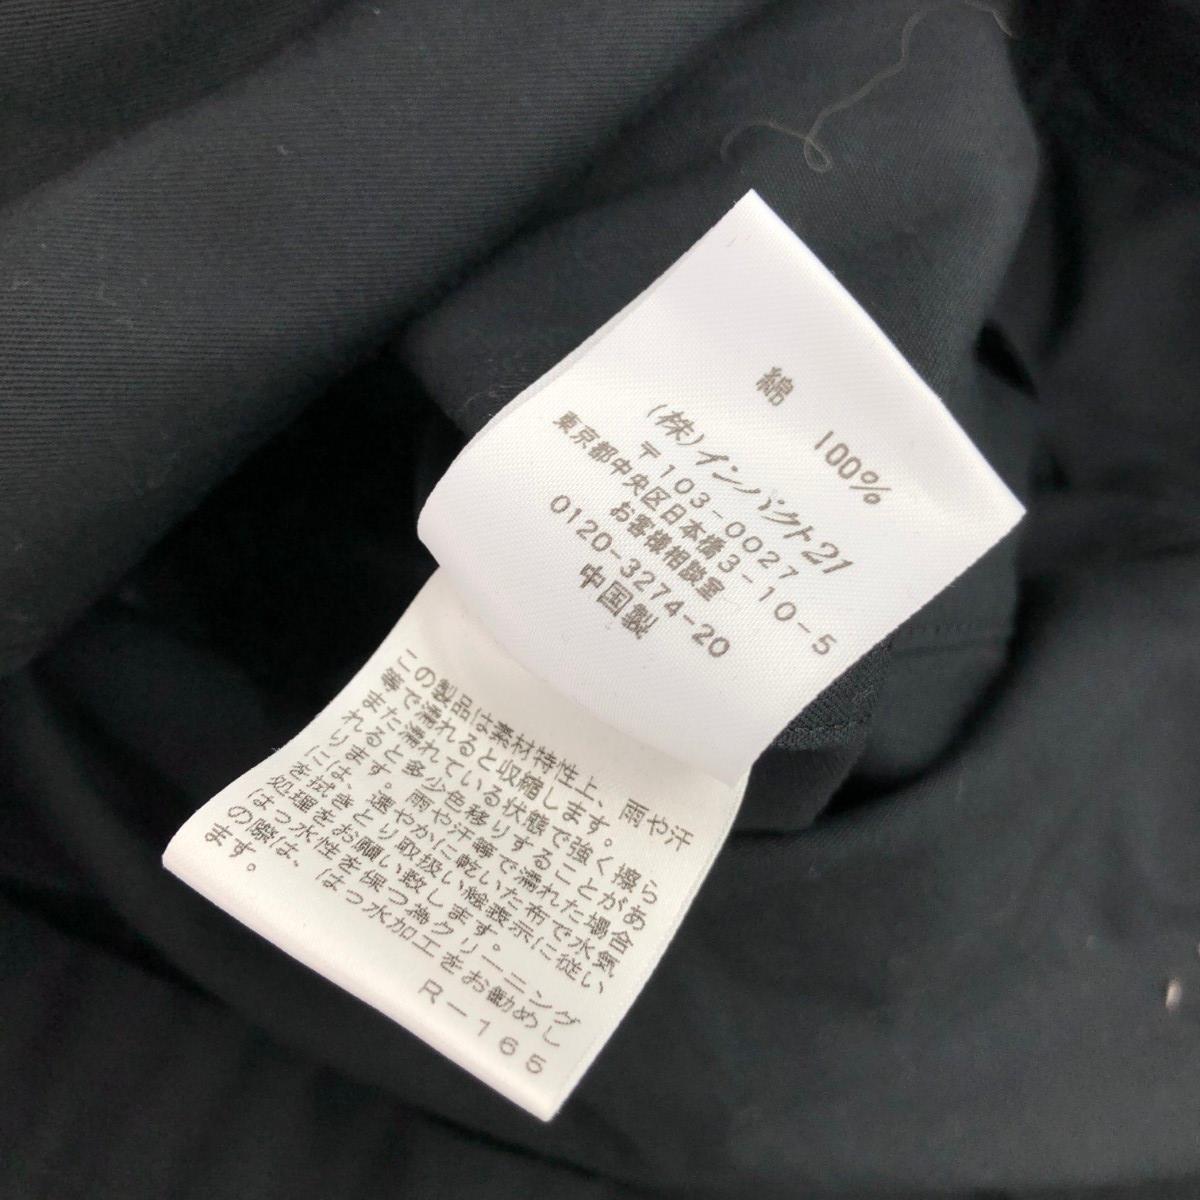 綿 100%
(株)インパクト21
〒103-0027
東京都中央区日本橋3-10-5
お客様相談室
0120-3274-20
中国製
この製品は素材特性上、雨や汗
等で濡れると収縮します。
また濡れている状態で強く擦ら
れると多少色移りすることがあ
ります。雨や汗等で濡れた場合
には、速やかに乾いた布で水気
を拭きとり取扱い絵表示に従い
処理をお願い致します。
はっ水性を保つ為クリーニング
の際は、はっ水加工をお勧めし
ます。
R-165